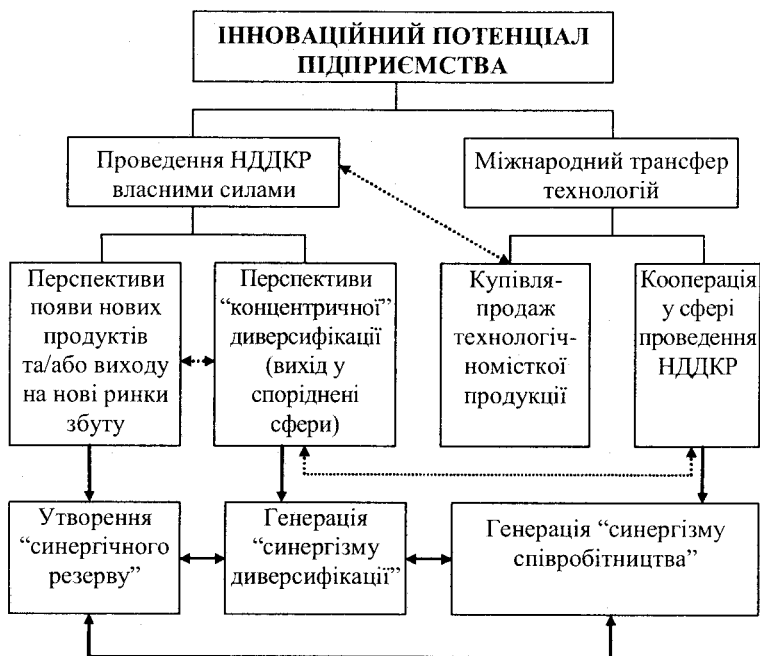 ІННОВАЦІЙНИЙ ПОТЕНЦІАЛ
ПІДПРИЄМСТВА
Проведення НДДКР
власними силами
Міжнародний трансфер
технологій
Перспективи
появи нових
продуктів
та/або виходу
на нові ринки
збуту
Перспективи
“концентричної”
диверсифікації
(вихід у
споріднені
сфери)
Купівля-
продаж
технологіч-
номісткої
продукції
Кооперація
у сфері
проведення
НДДКР
Утворення
“синергічного
резерву”
Генерація
“синергізму
диверсифікації”
Генерація “синергізму
співробітництва”